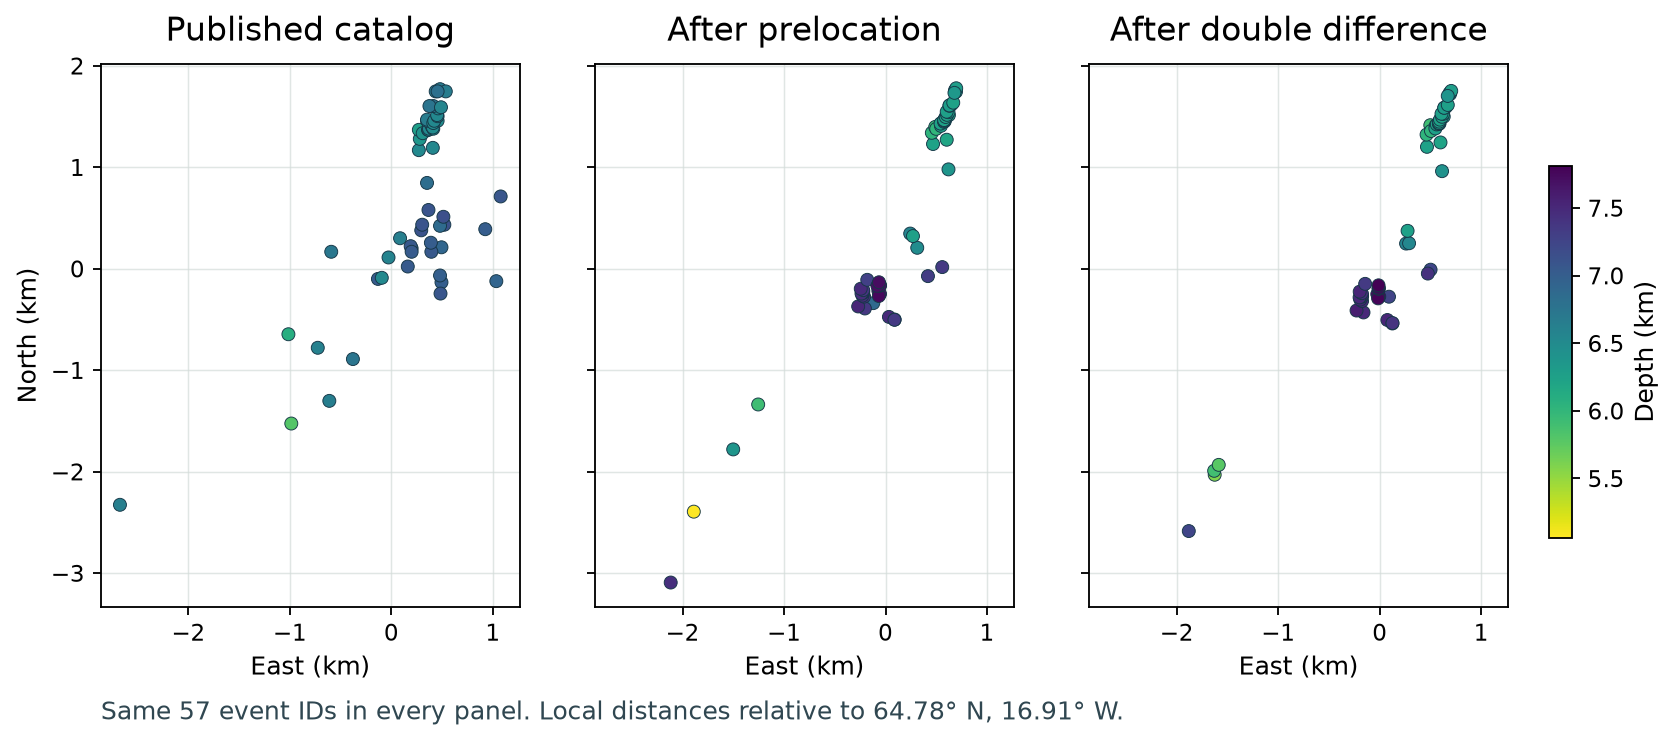 Published catalog
After prelocation
After double difference
2
1
0
−1
−2
−3
North (km)
−2
−1
0
1
East (km)
−2
−1
0
1
East (km)
−2
−1
0
1
East (km)
7.5
7.0
6.5
6.0
5.5
Depth (km)
Same 57 event IDs in every panel. Local distances relative to 64.78° N, 16.91° W.